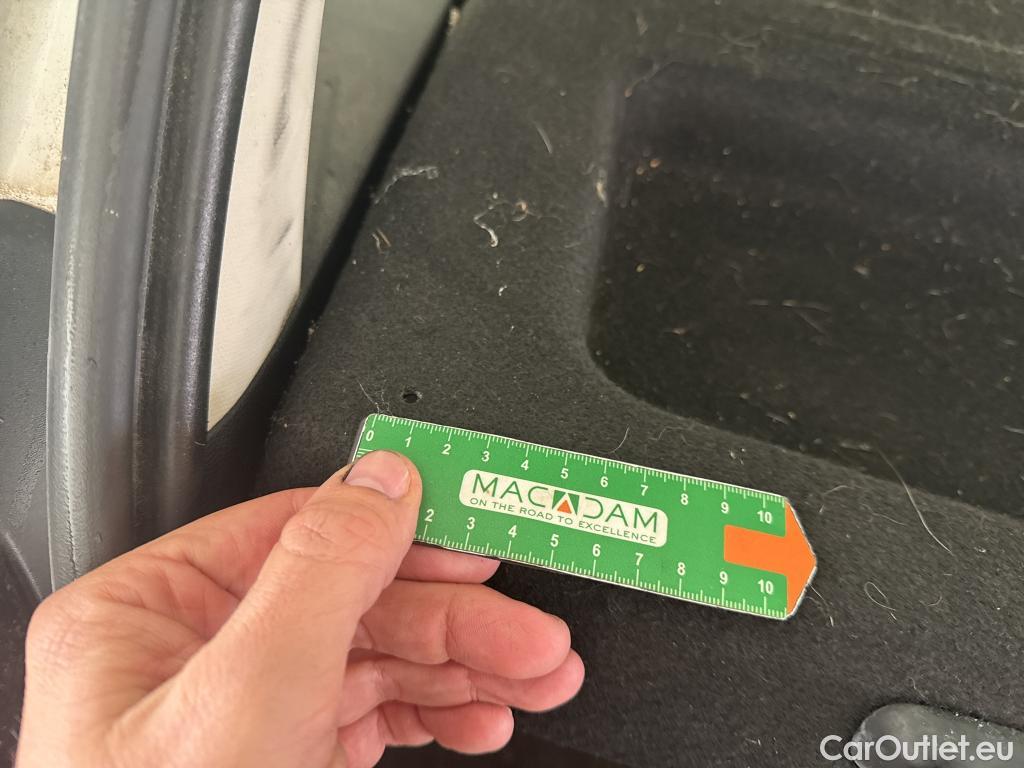 0 1 2 3 4 5 6 7 8 9 10
MACADAM
ON THE ROAD TO EXCELLENCE
2 3 4 5 6 7 8 9 10
CarOutlet.eu